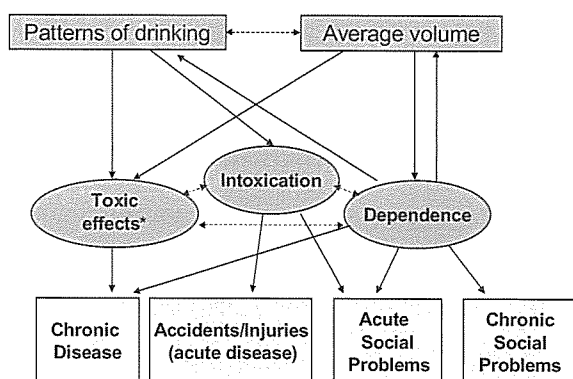 Patterns of drinking
Average volume
Intoxication
Toxic
effects*
Dependence
Chronic
Disease
Accidents/Injuries
(acute disease)
Acute
Social
Problems
Chronic
Social
Problems